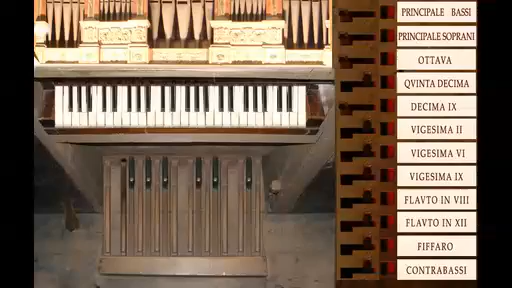 PRINCIPALE BASSI
PRINCIPALE SOPRANI
OTTAVA
QVINTA DECIMA
DECIMA IX
VIGESIMA II
VIGESIMA VI
VIGESIMA IX
FLAVTO IN VIII
FLAVTO IN XII
FIFFARO
CONTRABASSI